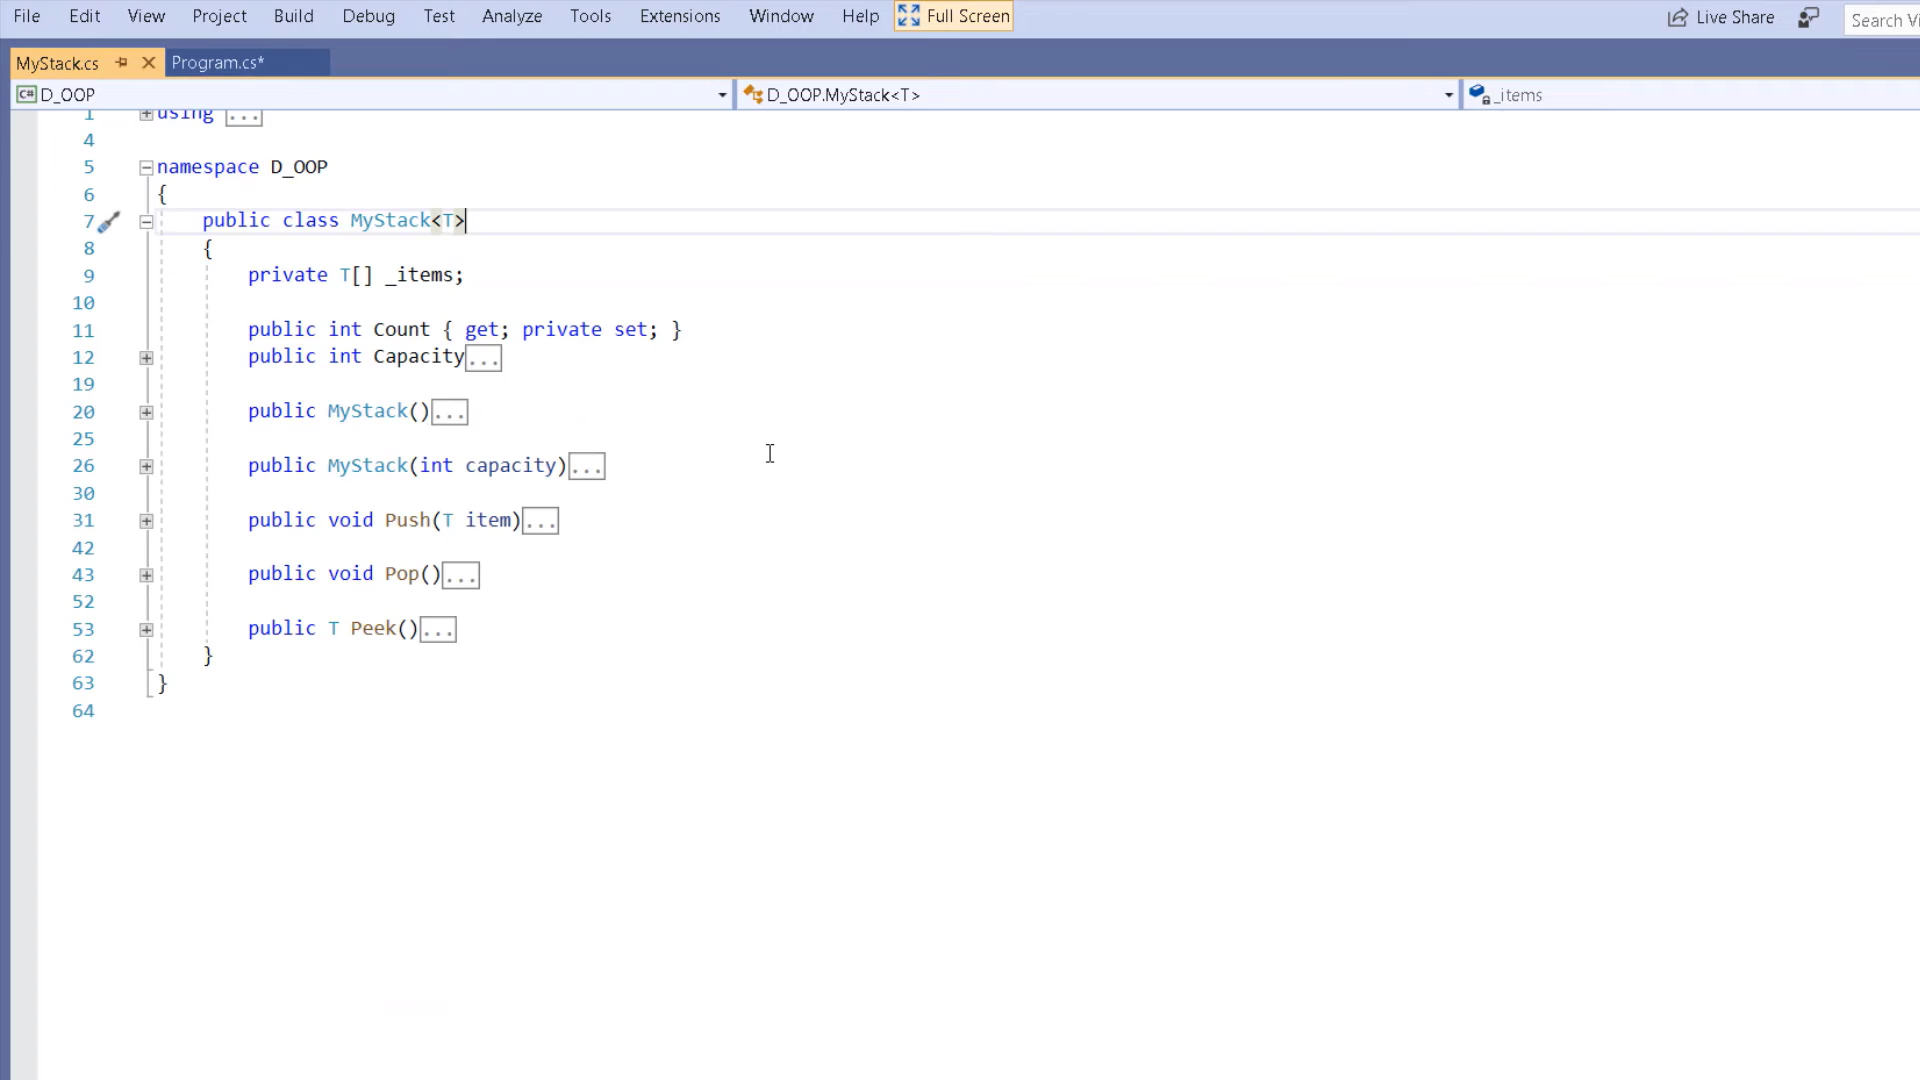 File Edit View Project Build Debug Test Analyze Tools Extensions Window Help Full Screen Live Share Search Vi
MyStack.cs Program.cs*
C# D_OOP D_OOP.MyStack<T> _items
1 using ...
4
5 namespace D_OOP
6 {
7 public class MyStack<T>
8 {
9 private T[] _items;
10
11 public int Count { get; private set; }
12 public int Capacity...
19
20 public MyStack()...
25
26 public MyStack(int capacity)...
30
31 public void Push(T item)...
42
43 public void Pop()...
52
53 public T Peek()...
62 }
63 }
64